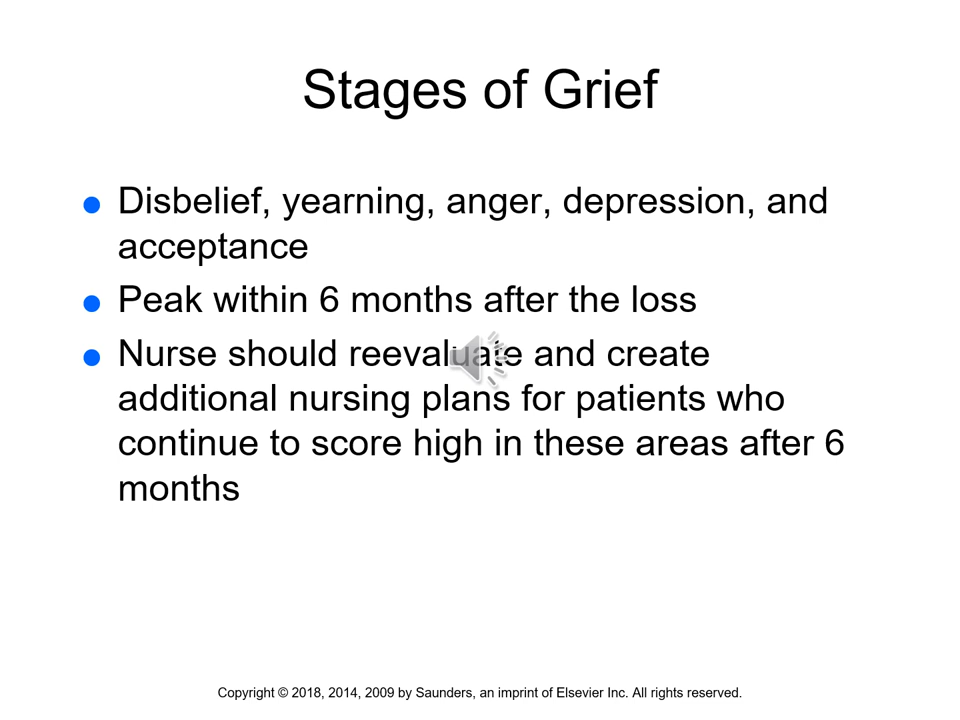 Stages of Grief
Disbelief, yearning, anger, depression, and
acceptance
Peak within 6 months after the loss
Nurse should reevaluate and create
additional nursing plans for patients who
continue to score high in these areas after 6
months
Copyright © 2018, 2014, 2009 by Saunders, an imprint of Elsevier Inc. All rights reserved.